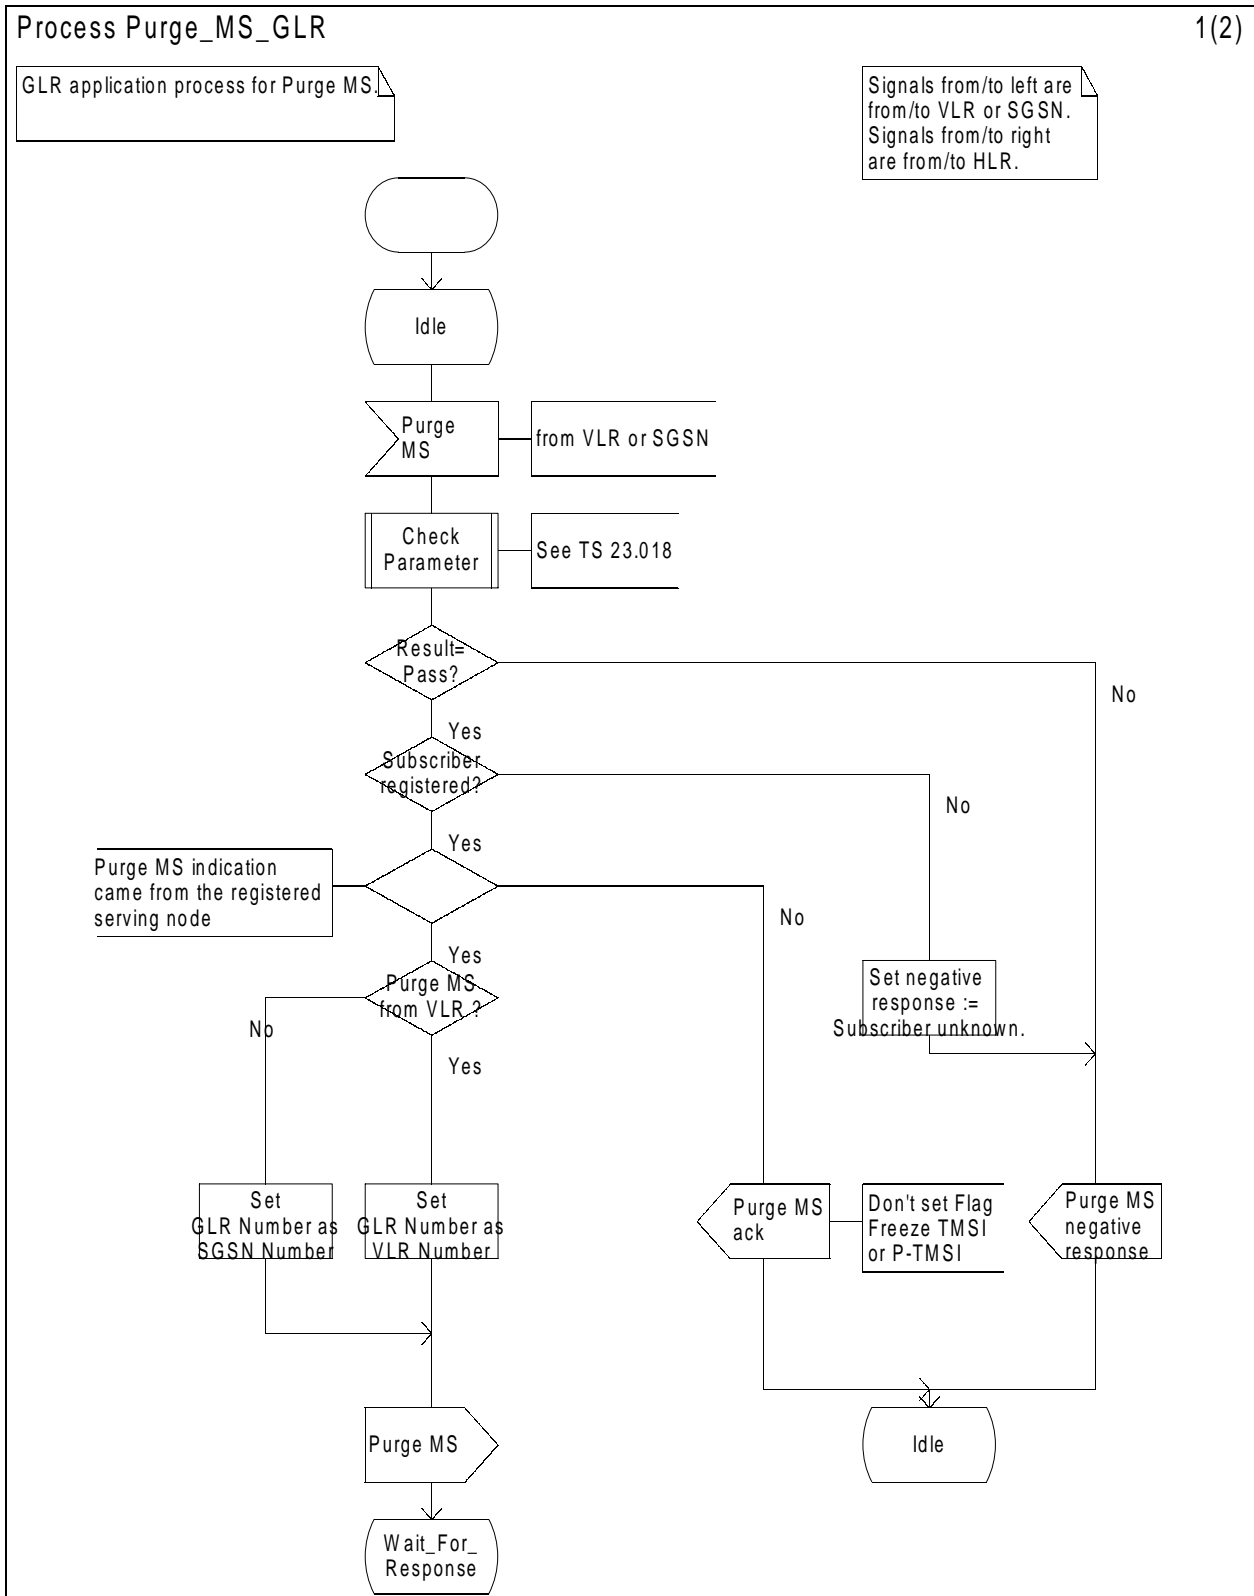 Process Purge_MS_GLR
1(2)
GLR application process for Purge MS.
Signals from/to left are
from/to VLR or SGSN.
Signals from/to right
are from/to HLR.
Idle
Purge
MS
from VLR or SGSN
Check
Parameter
See TS 23.018
Result=
Pass?
No
Yes
Subscriber
registered?
No
Yes
Purge MS indication
came from the registered
serving node
No
Yes
Purge MS
from VLR ?
No
Yes
Set negative
response :=
Subscriber unknown.
Set
GLR Number as
SGSN Number
Set
GLR Number as
VLR Number
Purge MS
ack
Don't set Flag
Freeze TMSI
or P-TMSI
Purge MS
negative
response
Purge MS
Idle
Wait_For_
Response